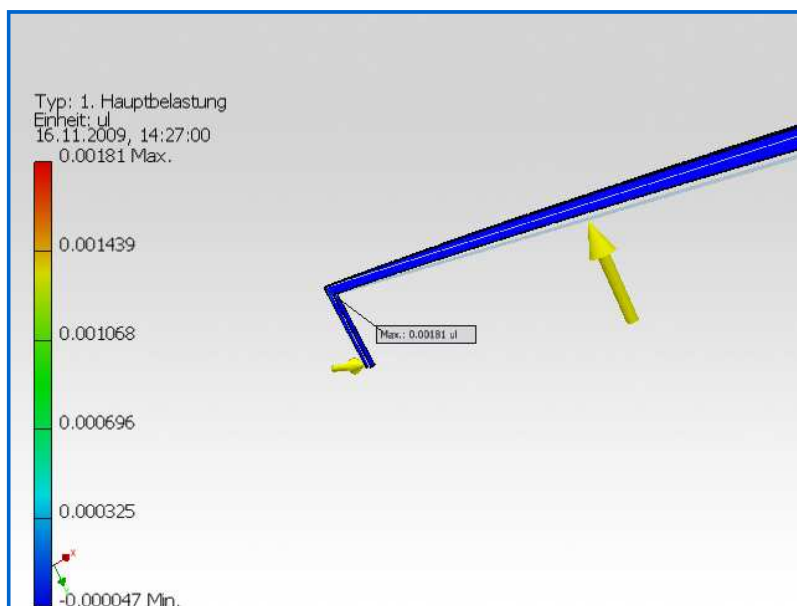 Typ: 1. Hauptbelastung
Einheit: ul
16.11.2009, 14:27:00
0.00181 Max.
0.001439
0.001068
Max.: 0.00181 ul
0.000696
0.000325
x
-0.000047 Min.